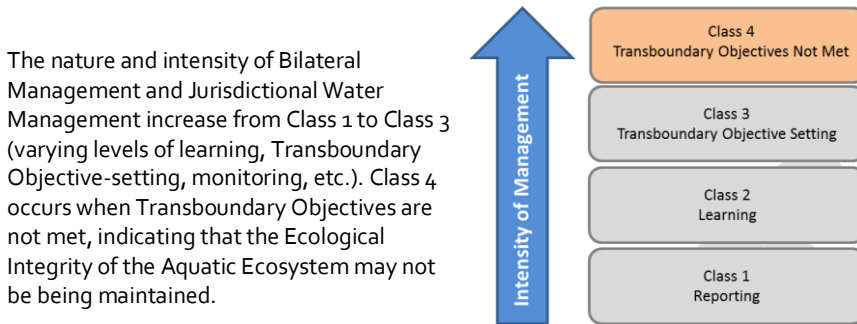 The nature and intensity of Bilateral
Management and Jurisdictional Water
Management increase from Class 1 to Class 3
(varying levels of learning, Transboundary
Objective-setting, monitoring, etc.). Class 4
occurs when Transboundary Objectives are
not met, indicating that the Ecological
Integrity of the Aquatic Ecosystem may not
be being maintained.
Intensity of Management
Class 4
Transboundary Objectives Not Met
Class 3
Transboundary Objective Setting
Class 2
Learning
Class 1
Reporting